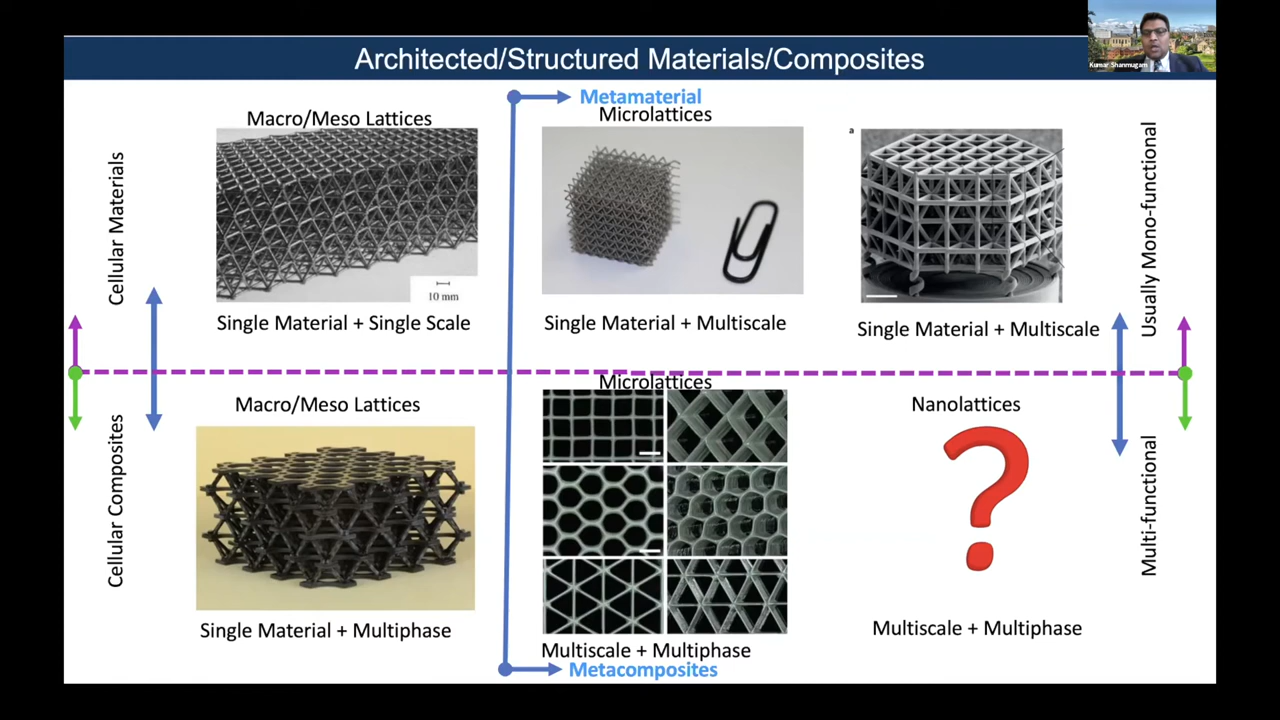 Architected/Structured Materials/Composites
Kumar Shanmugam
Metamaterial
Macro/Meso Lattices
Microlattices
a
10 mm
Cellular Materials
Usually Mono-functional
Single Material + Single Scale
Single Material + Multiscale
Single Material + Multiscale
Microlattices
Macro/Meso Lattices
Nanolattices
?
Cellular Composites
Multi-functional
Single Material + Multiphase
Multiscale + Multiphase
Multiscale + Multiphase
Metacomposites